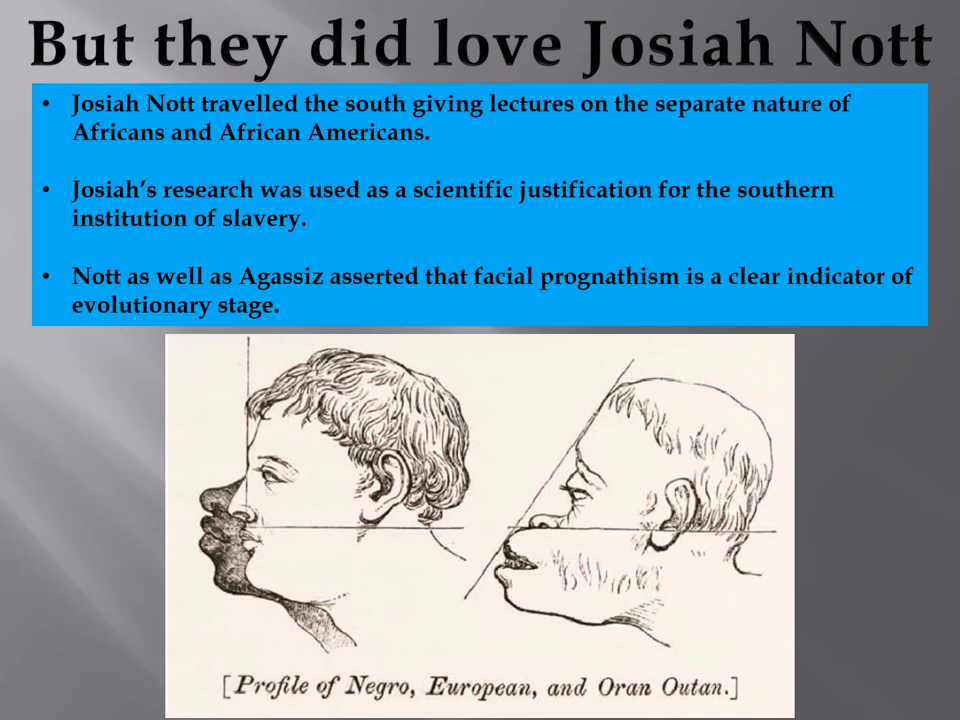 But they did love Josiah Nott
• Josiah Nott travelled the south giving lectures on the separate nature of
Africans and African Americans.
• Josiah’s research was used as a scientific justification for the southern
institution of slavery.
• Nott as well as Agassiz asserted that facial prognathism is a clear indicator of
evolutionary stage.
[Profile of Negro, European, and Oran Outan.]